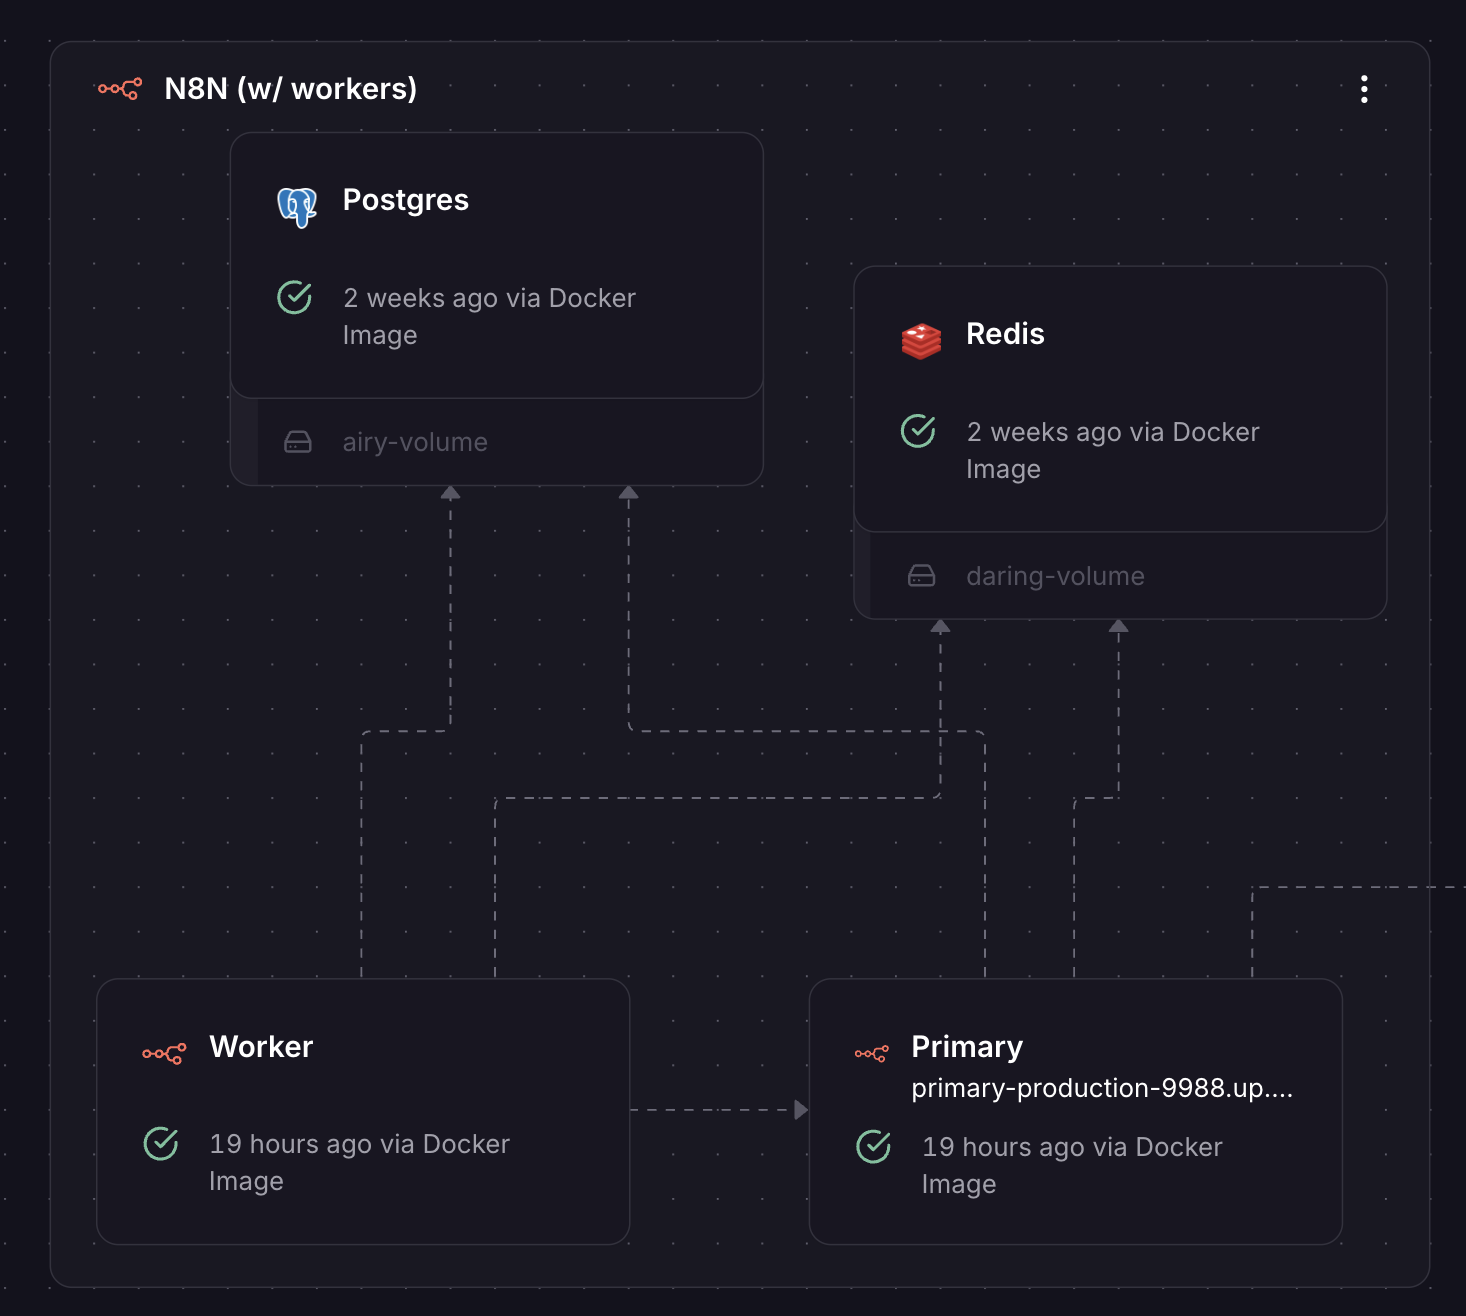 N8N (w/ workers)
Postgres
2 weeks ago via Docker
Image
airy-volume
Redis
2 weeks ago via Docker
Image
daring-volume
Worker
19 hours ago via Docker
Image
Primary
primary-production-9988.up....
19 hours ago via Docker
Image